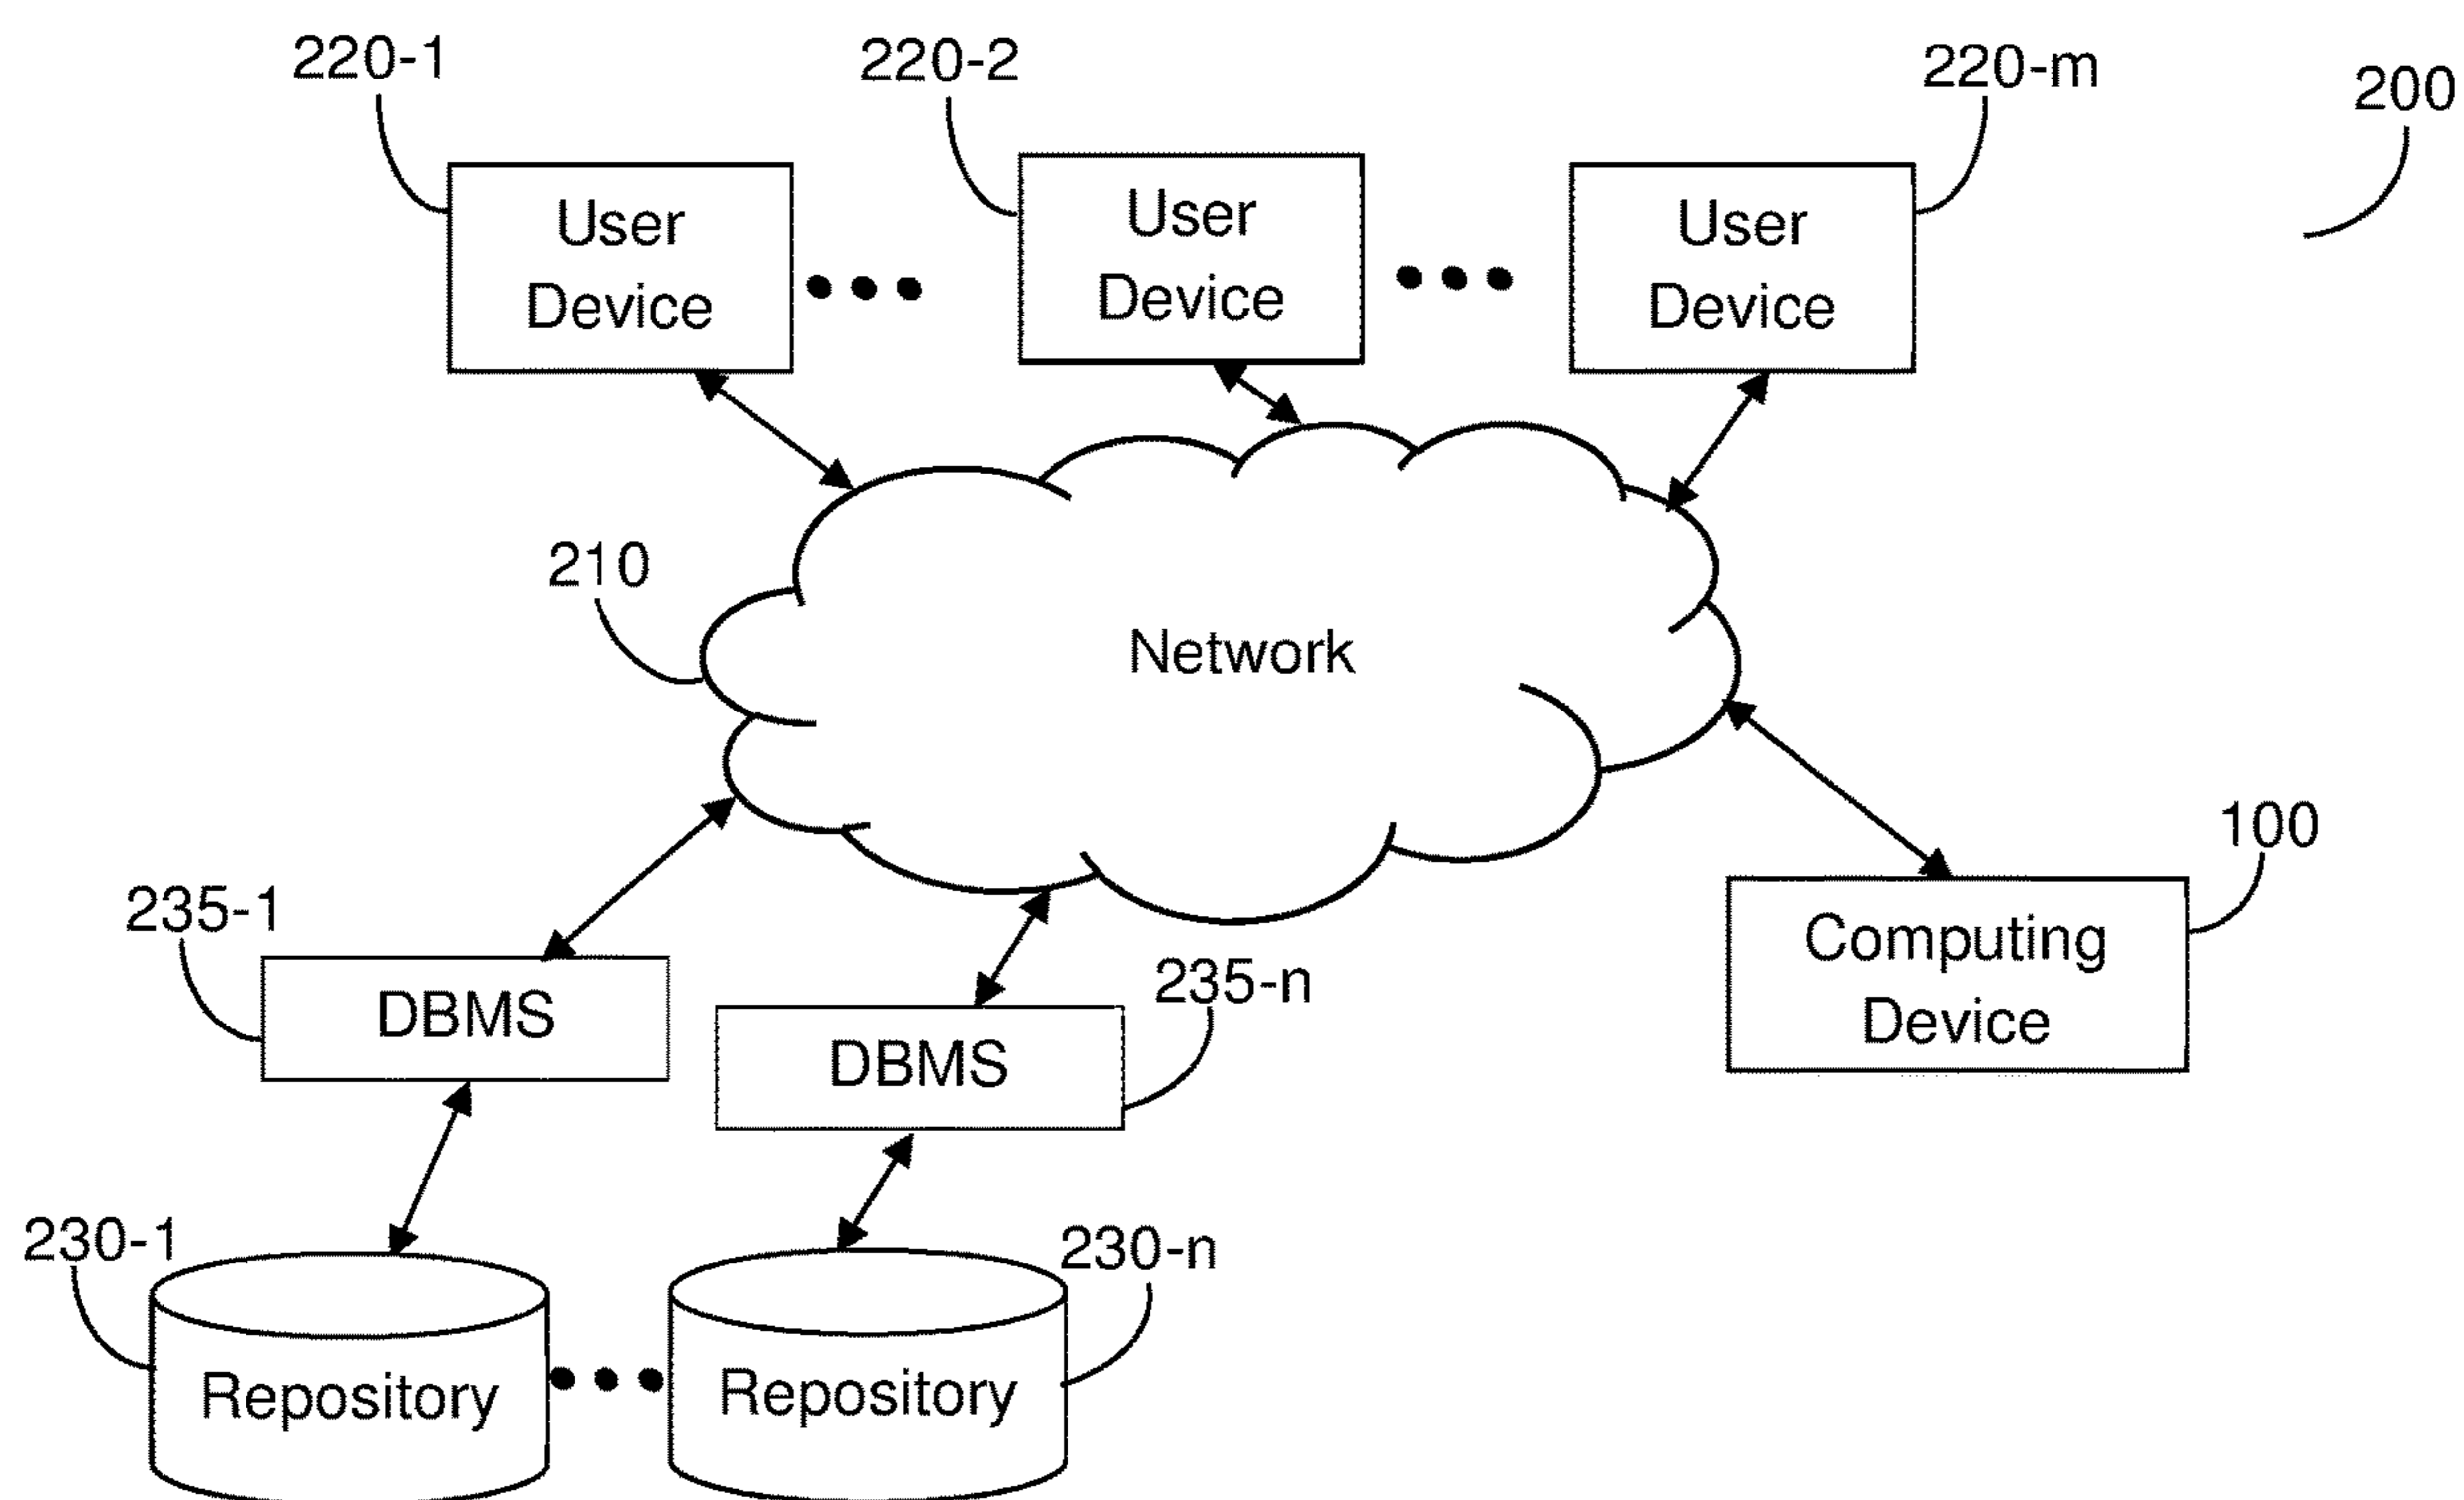 220-1
220-2
220-m
200
User
Device
User
Device
User
Device
210
Network
100
235-1
Computing
Device
235-n
DBMS
DBMS
230-1
230-n
Repository
Repository